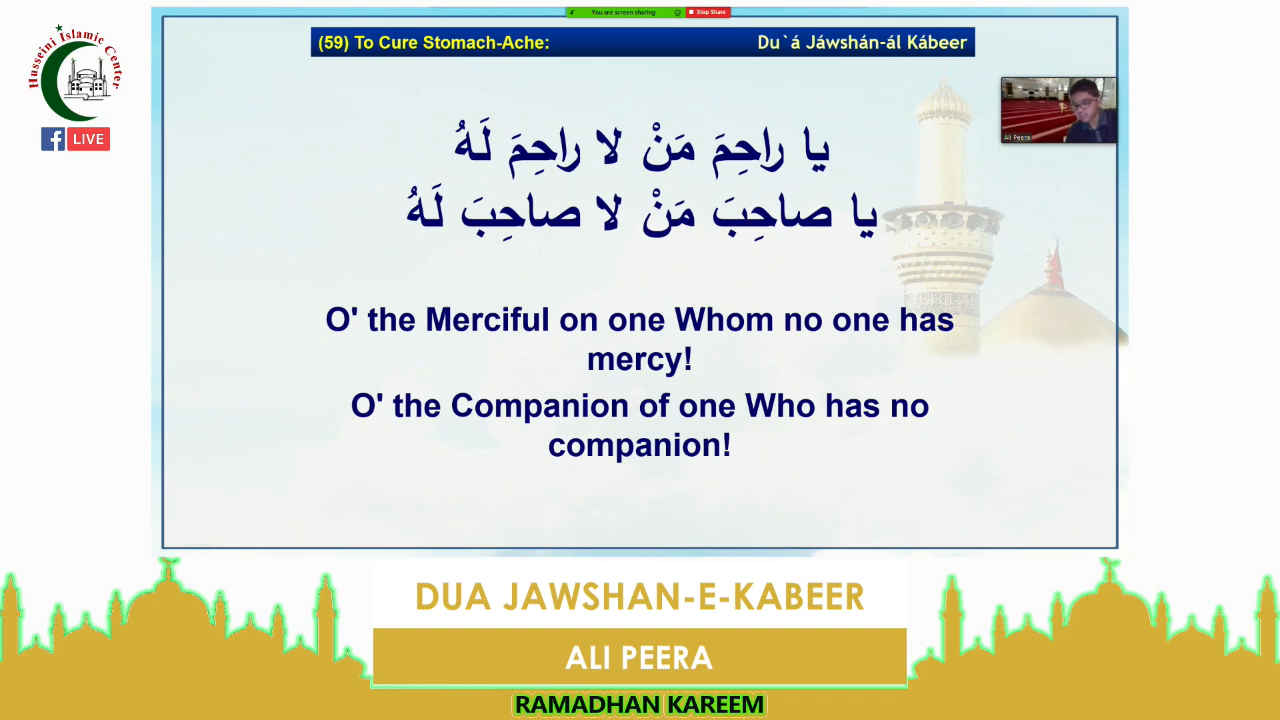 You are screen sharing
Stop Share
Husseini Islamic Center
LIVE
(59) To Cure Stomach-Ache:
Du`á Jáwshán-ál Kábeer
Ali Peera
يا راحِمَ مَنْ لا راحِمَ لَهُ
يا صاحِبَ مَنْ لا صاحِبَ لَهُ
O' the Merciful on one Whom no one has
mercy!
O' the Companion of one Who has no
companion!
DUA JAWSHAN-E-KABEER
ALI PEERA
RAMADHAN KAREEM